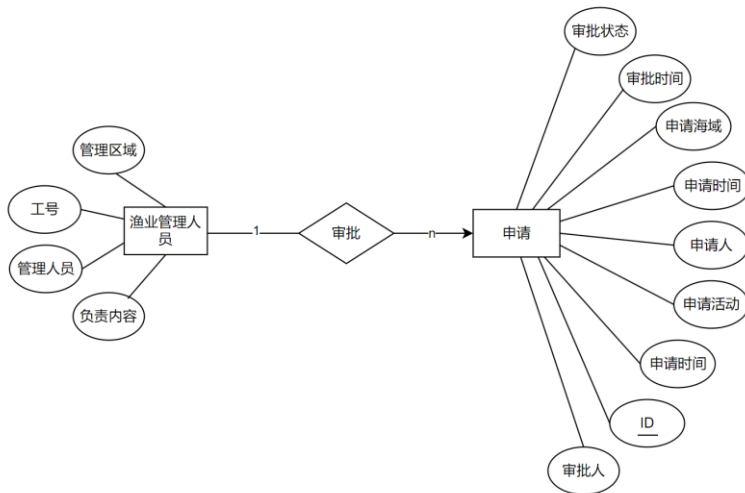 审批状态
审批时间
申请海域
管理区域
申请时间
工号
渔业管理人
员
1
审批
n
申请
申请人
管理人员
申请活动
负责内容
申请时间
ID
审批人